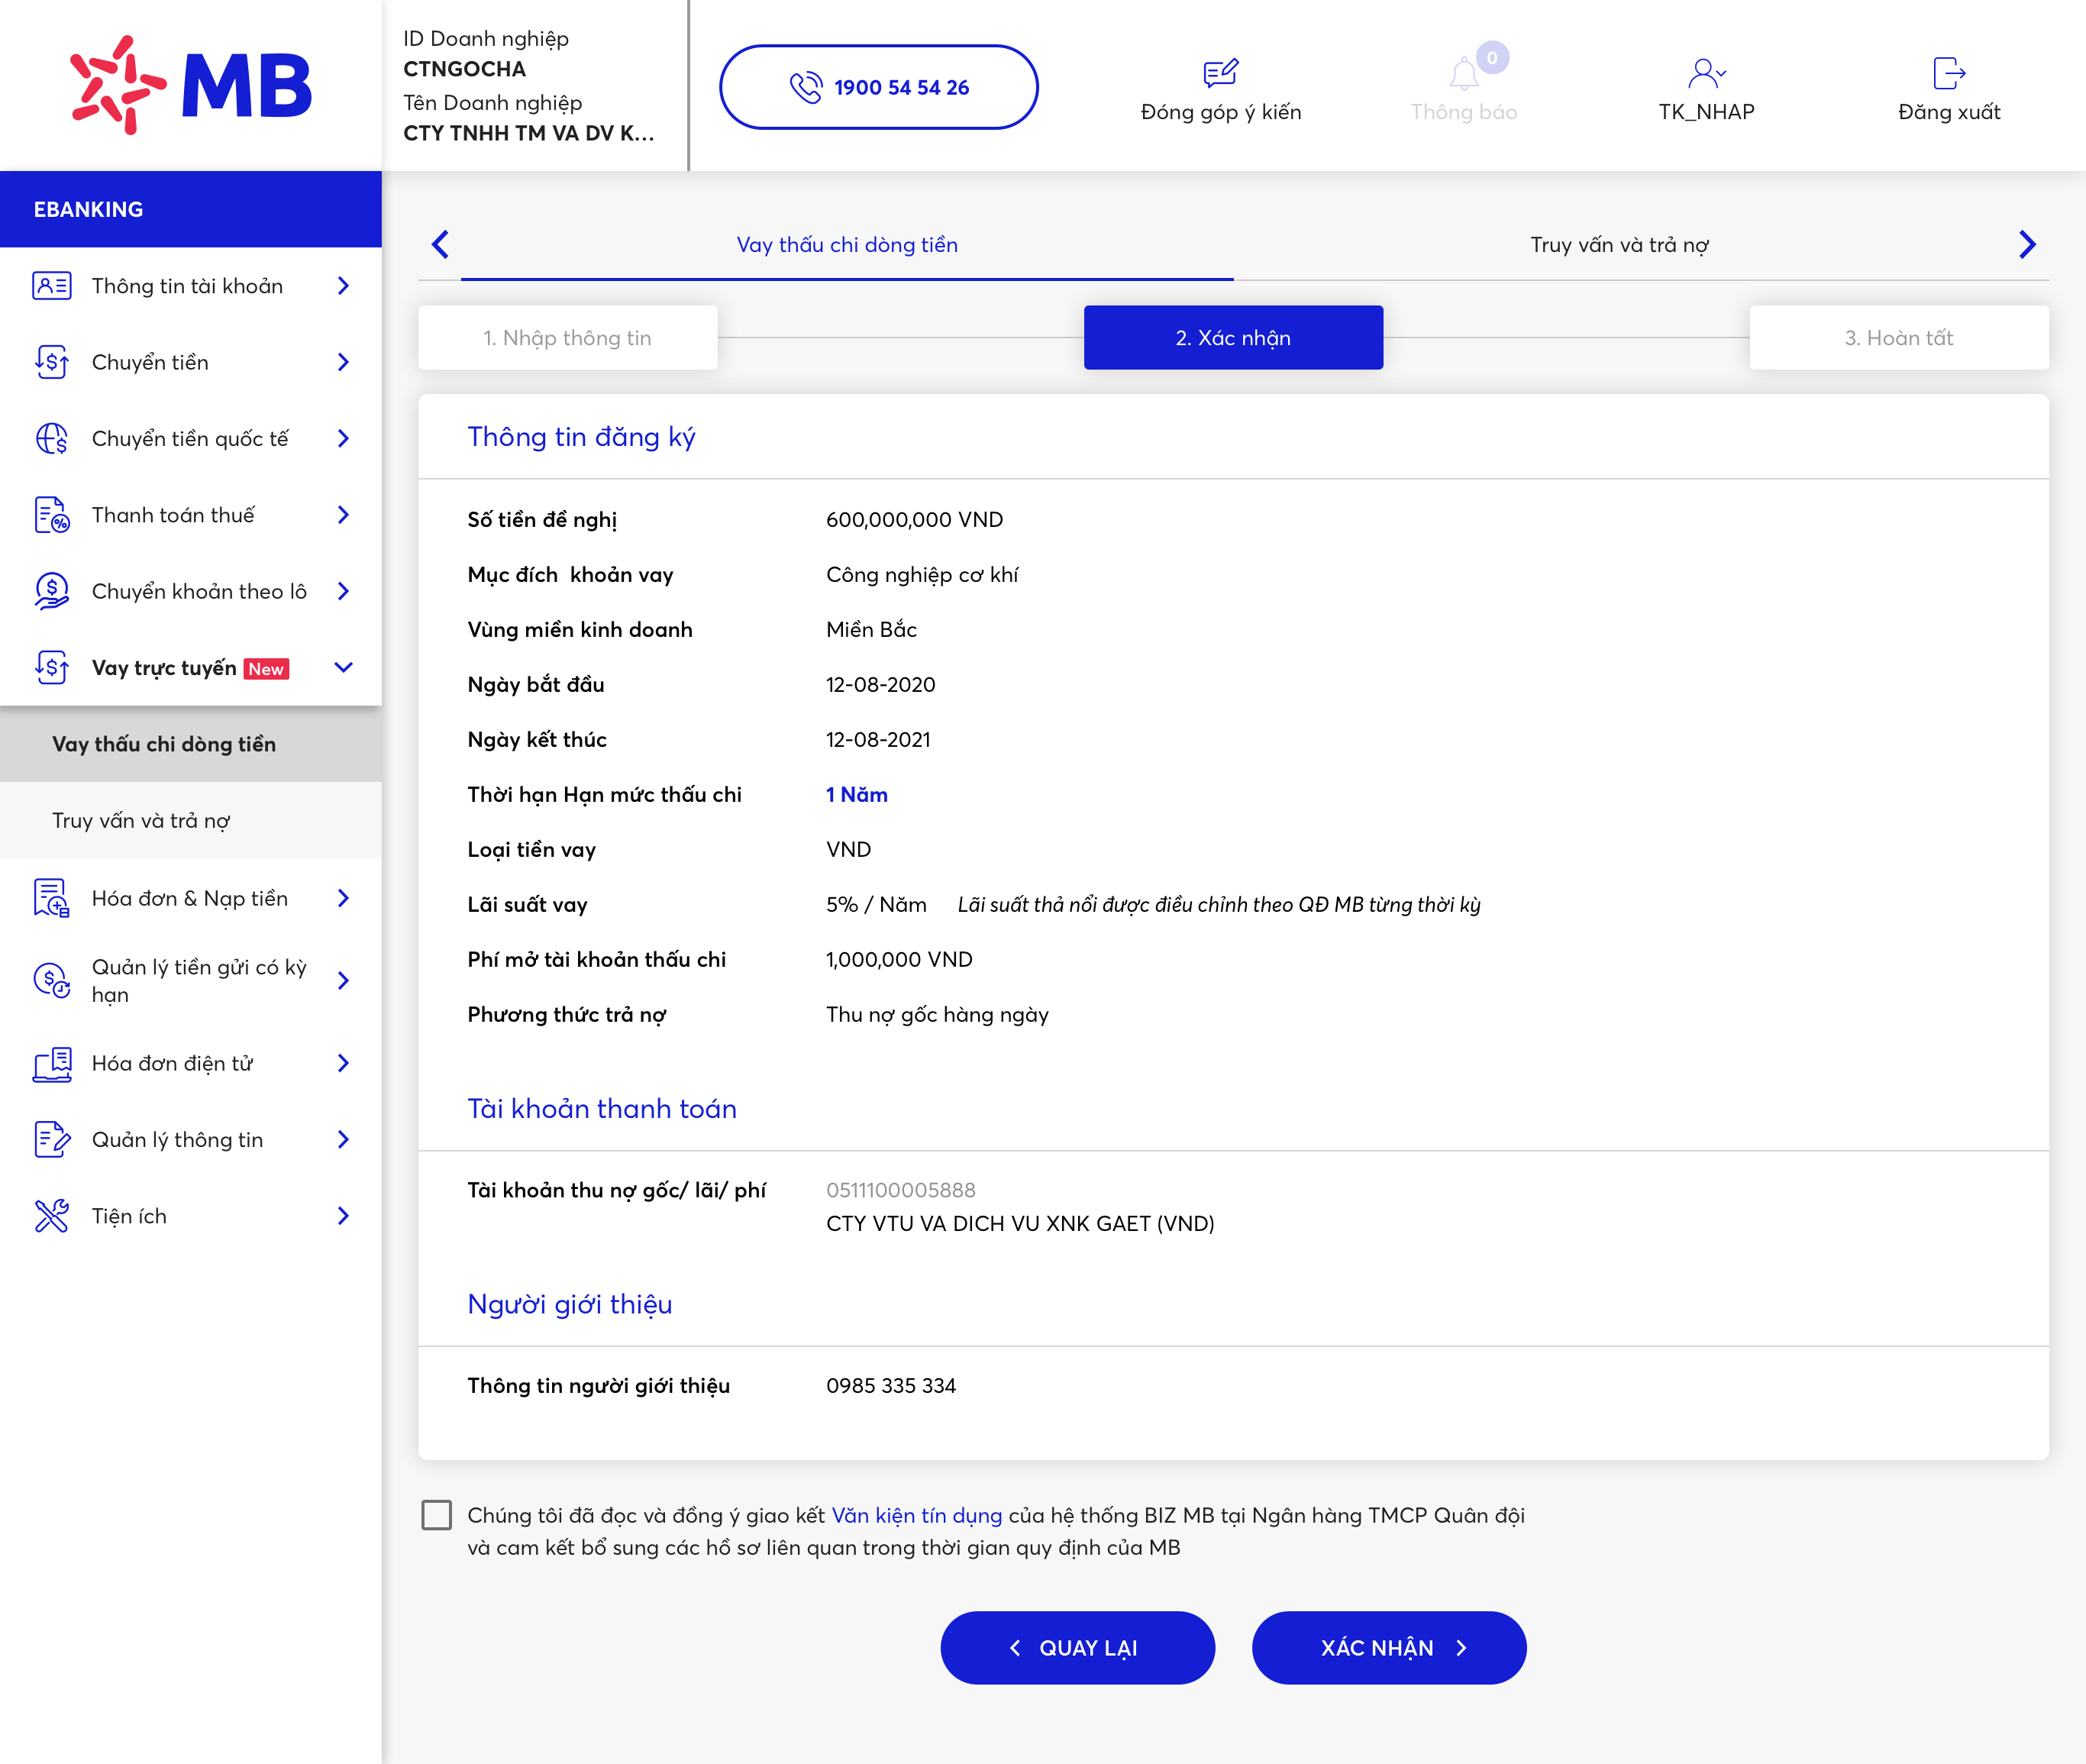 MB
ID Doanh nghiệp
CTNGOCHA
Tên Doanh nghiệp
CTY TNHH TM VA DV K...
1900 54 54 26
Đóng góp ý kiến
0
Thông báo
TK_NHAP
Đăng xuất
EBANKING
Thông tin tài khoản
Chuyển tiền
Chuyển tiền quốc tế
Thanh toán thuế
Chuyển khoản theo lô
Vay trực tuyến New
Vay thấu chi dòng tiền
Truy vấn và trả nợ
Hóa đơn & Nạp tiền
Quản lý tiền gửi có kỳ
hạn
Hóa đơn điện tử
Quản lý thông tin
Tiện ích
Vay thấu chi dòng tiền
Truy vấn và trả nợ
1. Nhập thông tin
2. Xác nhận
3. Hoàn tất
Thông tin đăng ký
Số tiền đề nghị 600,000,000 VND
Mục đích  khoản vay Công nghiệp cơ khí
Vùng miền kinh doanh Miền Bắc
Ngày bắt đầu 12-08-2020
Ngày kết thúc 12-08-2021
Thời hạn Hạn mức thấu chi 1 Năm
Loại tiền vay VND
Lãi suất vay 5% / Năm Lãi suất thả nổi được điều chỉnh theo QĐ MB từng thời kỳ
Phí mở tài khoản thấu chi 1,000,000 VND
Phương thức trả nợ Thu nợ gốc hàng ngày
Tài khoản thanh toán
Tài khoản thu nợ gốc/ lãi/ phí 0511100005888
CTY VTU VA DICH VU XNK GAET (VND)
Người giới thiệu
Thông tin người giới thiệu 0985 335 334
Chúng tôi đã đọc và đồng ý giao kết Văn kiện tín dụng của hệ thống BIZ MB tại Ngân hàng TMCP Quân đội
và cam kết bổ sung các hồ sơ liên quan trong thời gian quy định của MB
QUAY LẠI
XÁC NHẬN